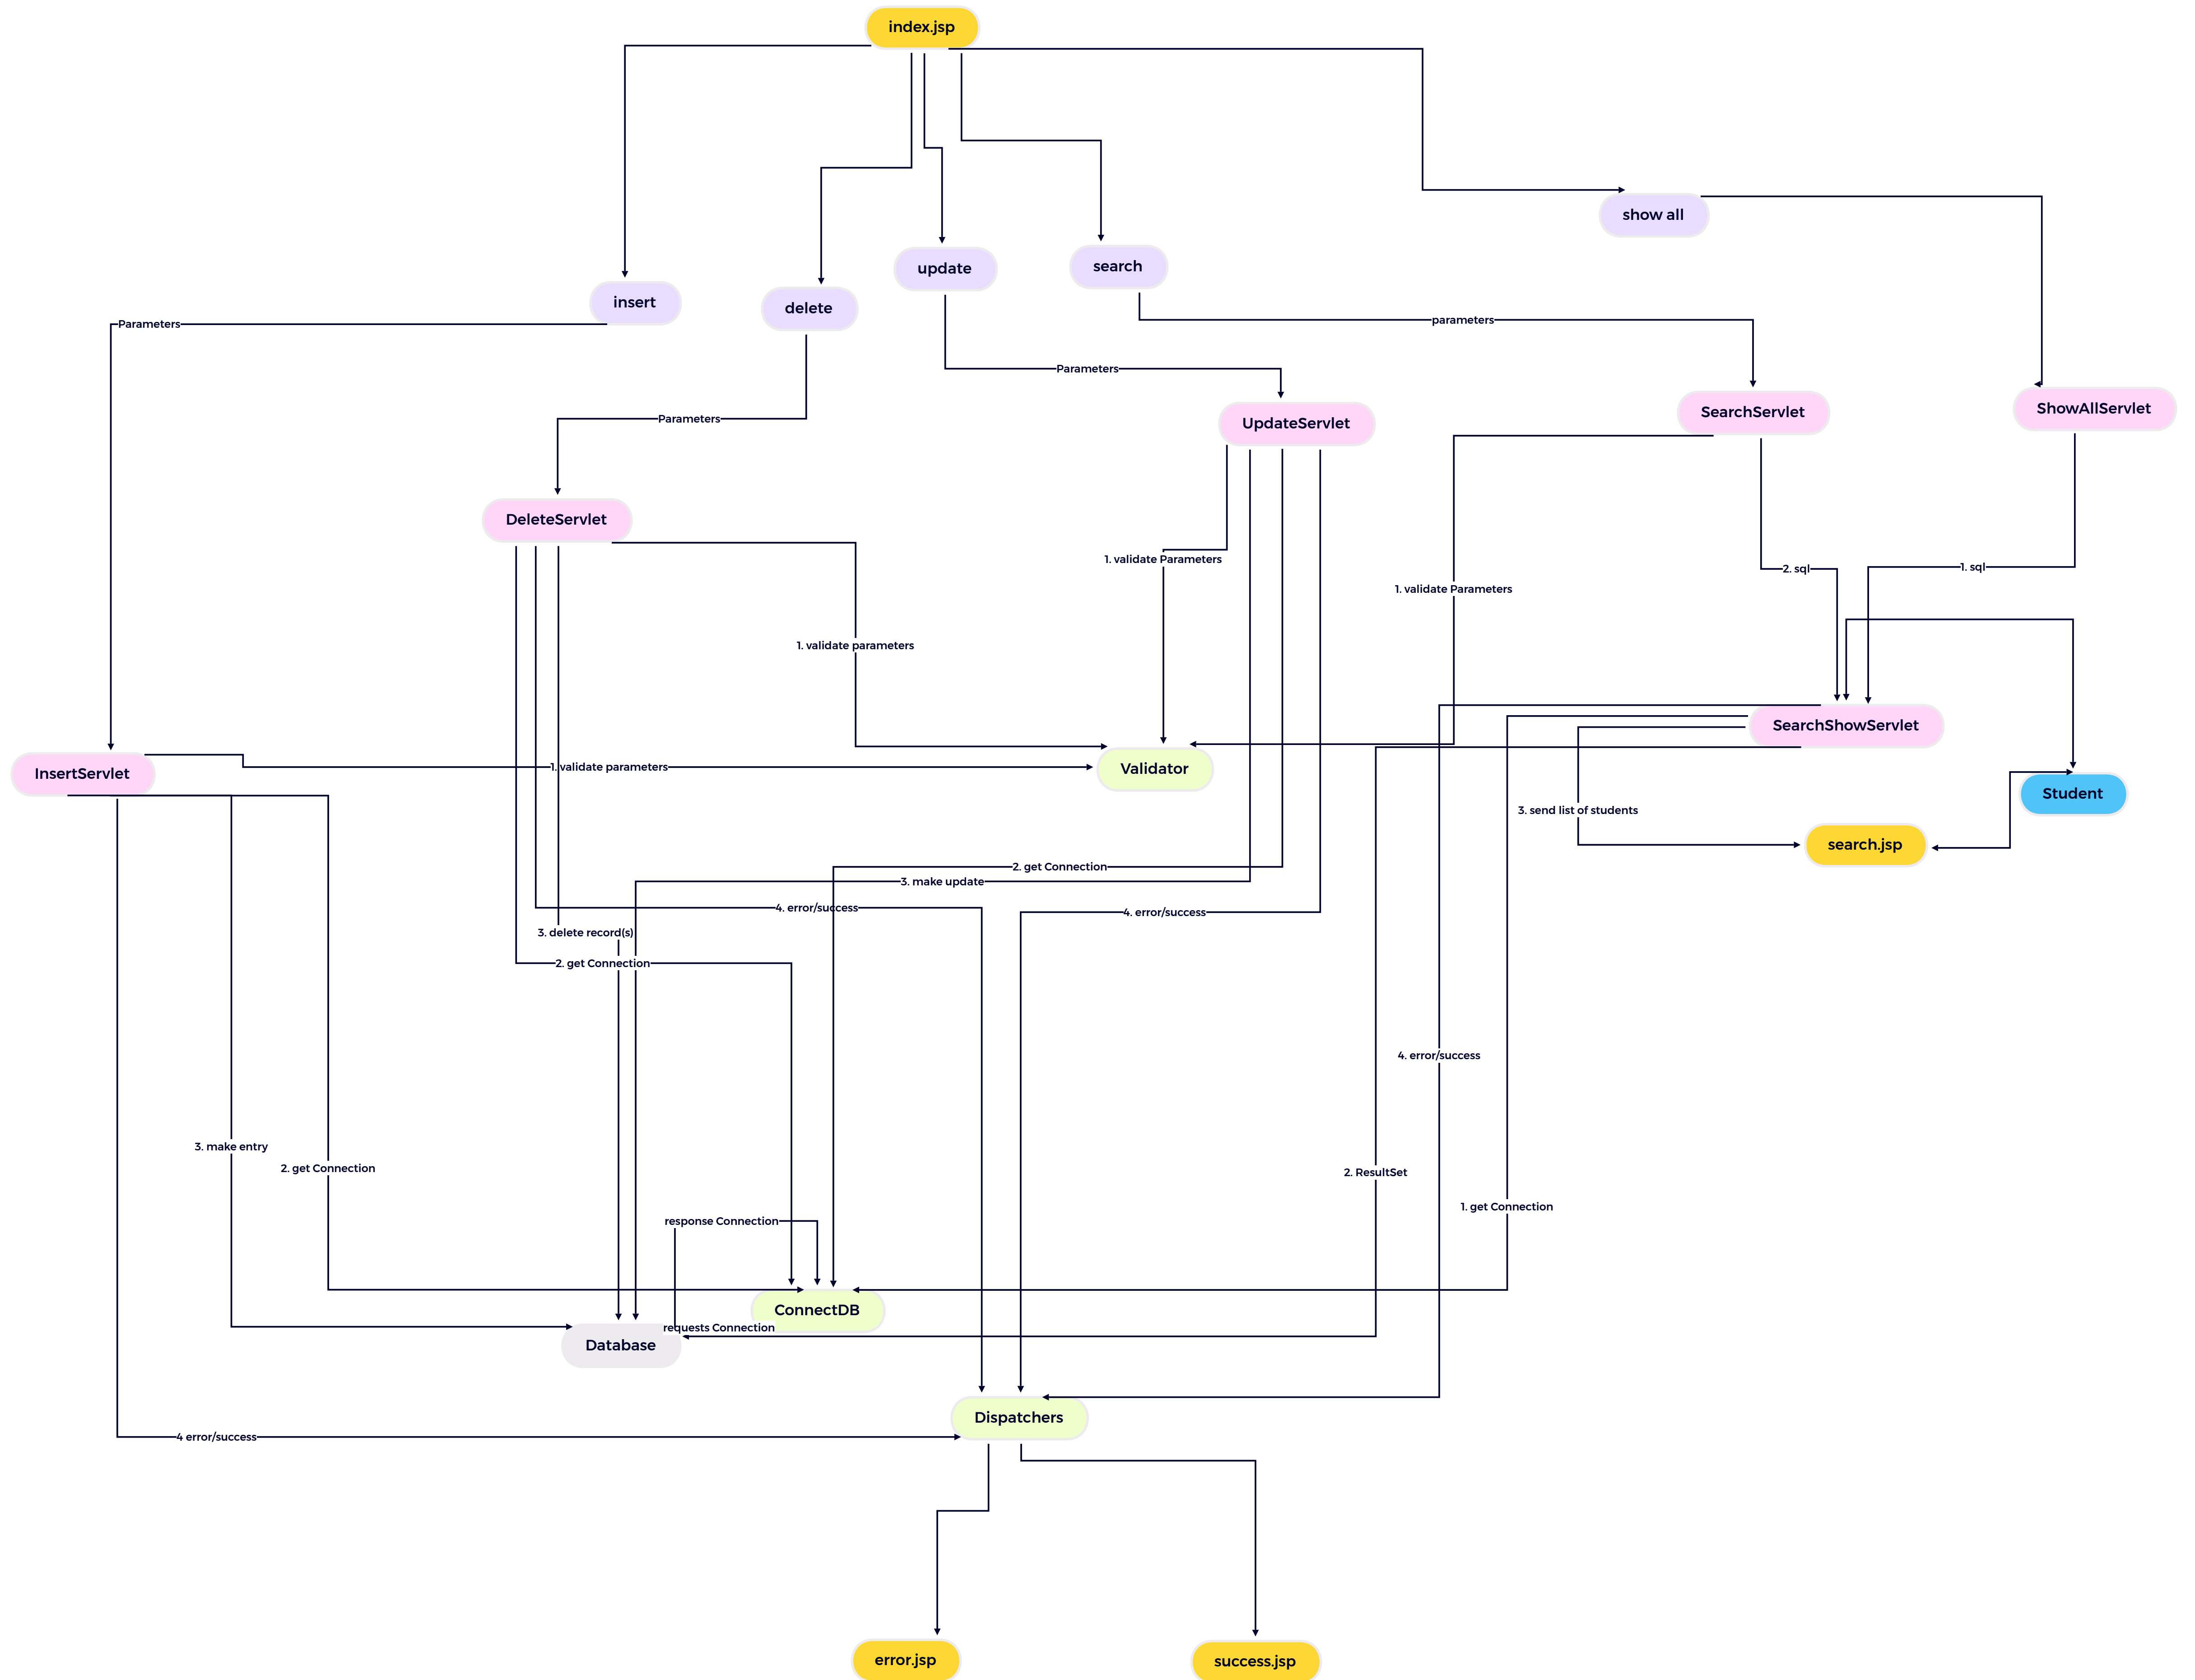 index.jsp
show all
update
search
insert
delete
Parameters
parameters
Parameters
Parameters
SearchServlet
ShowAllServlet
UpdateServlet
DeleteServlet
1. validate Parameters
2. sql
1. sql
1. validate Parameters
1. validate parameters
SearchShowServlet
InsertServlet
1. validate parameters
Validator
Student
3. send list of students
search.jsp
2. get Connection
3. make update
4. error/success
4. error/success
3. delete record(s)
2. get Connection
4. error/success
3. make entry
2. get Connection
2. ResultSet
1. get Connection
response Connection
ConnectDB
requests Connection
Database
Dispatchers
4 error/success
error.jsp
success.jsp